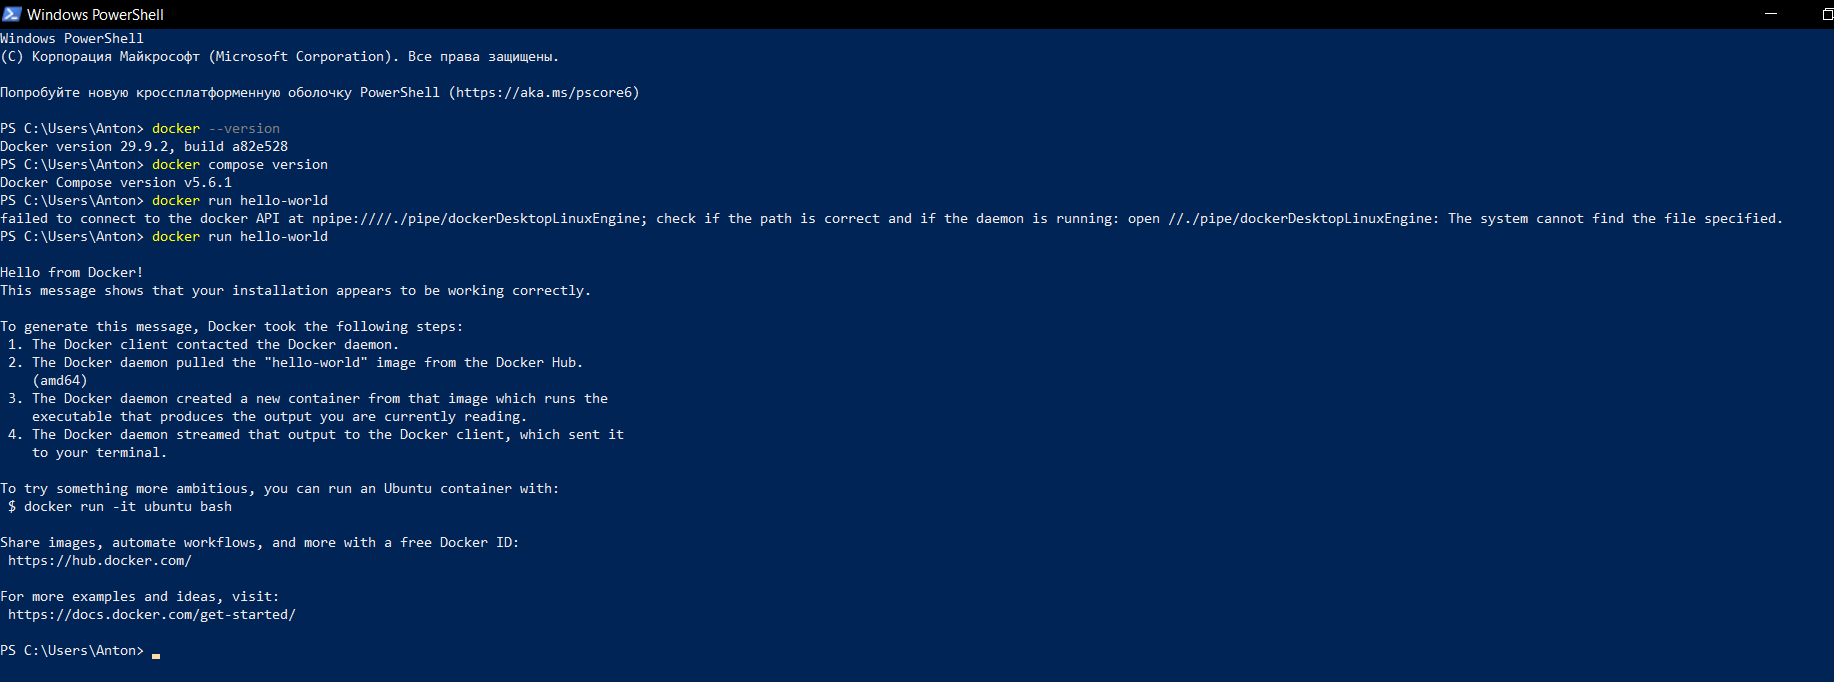 Windows PowerShell
Windows PowerShell
(C) Корпорация Майкрософт (Microsoft Corporation). Все права защищены.
Попробуйте новую кроссплатформенную оболочку PowerShell (https://aka.ms/pscore6)
PS C:\Users\Anton> docker --version
Docker version 29.9.2, build a82e528
PS C:\Users\Anton> docker compose version
Docker Compose version v5.6.1
PS C:\Users\Anton> docker run hello-world
failed to connect to the docker API at npipe:////./pipe/dockerDesktopLinuxEngine; check if the path is correct and if the daemon is running: open //./pipe/dockerDesktopLinuxEngine: The system cannot find the file specified.
PS C:\Users\Anton> docker run hello-world
Hello from Docker!
This message shows that your installation appears to be working correctly.
To generate this message, Docker took the following steps:
1. The Docker client contacted the Docker daemon.
2. The Docker daemon pulled the "hello-world" image from the Docker Hub.
(amd64)
3. The Docker daemon created a new container from that image which runs the
executable that produces the output you are currently reading.
4. The Docker daemon streamed that output to the Docker client, which sent it
to your terminal.
To try something more ambitious, you can run an Ubuntu container with:
$ docker run -it ubuntu bash
Share images, automate workflows, and more with a free Docker ID:
https://hub.docker.com/
For more examples and ideas, visit:
https://docs.docker.com/get-started/
PS C:\Users\Anton>